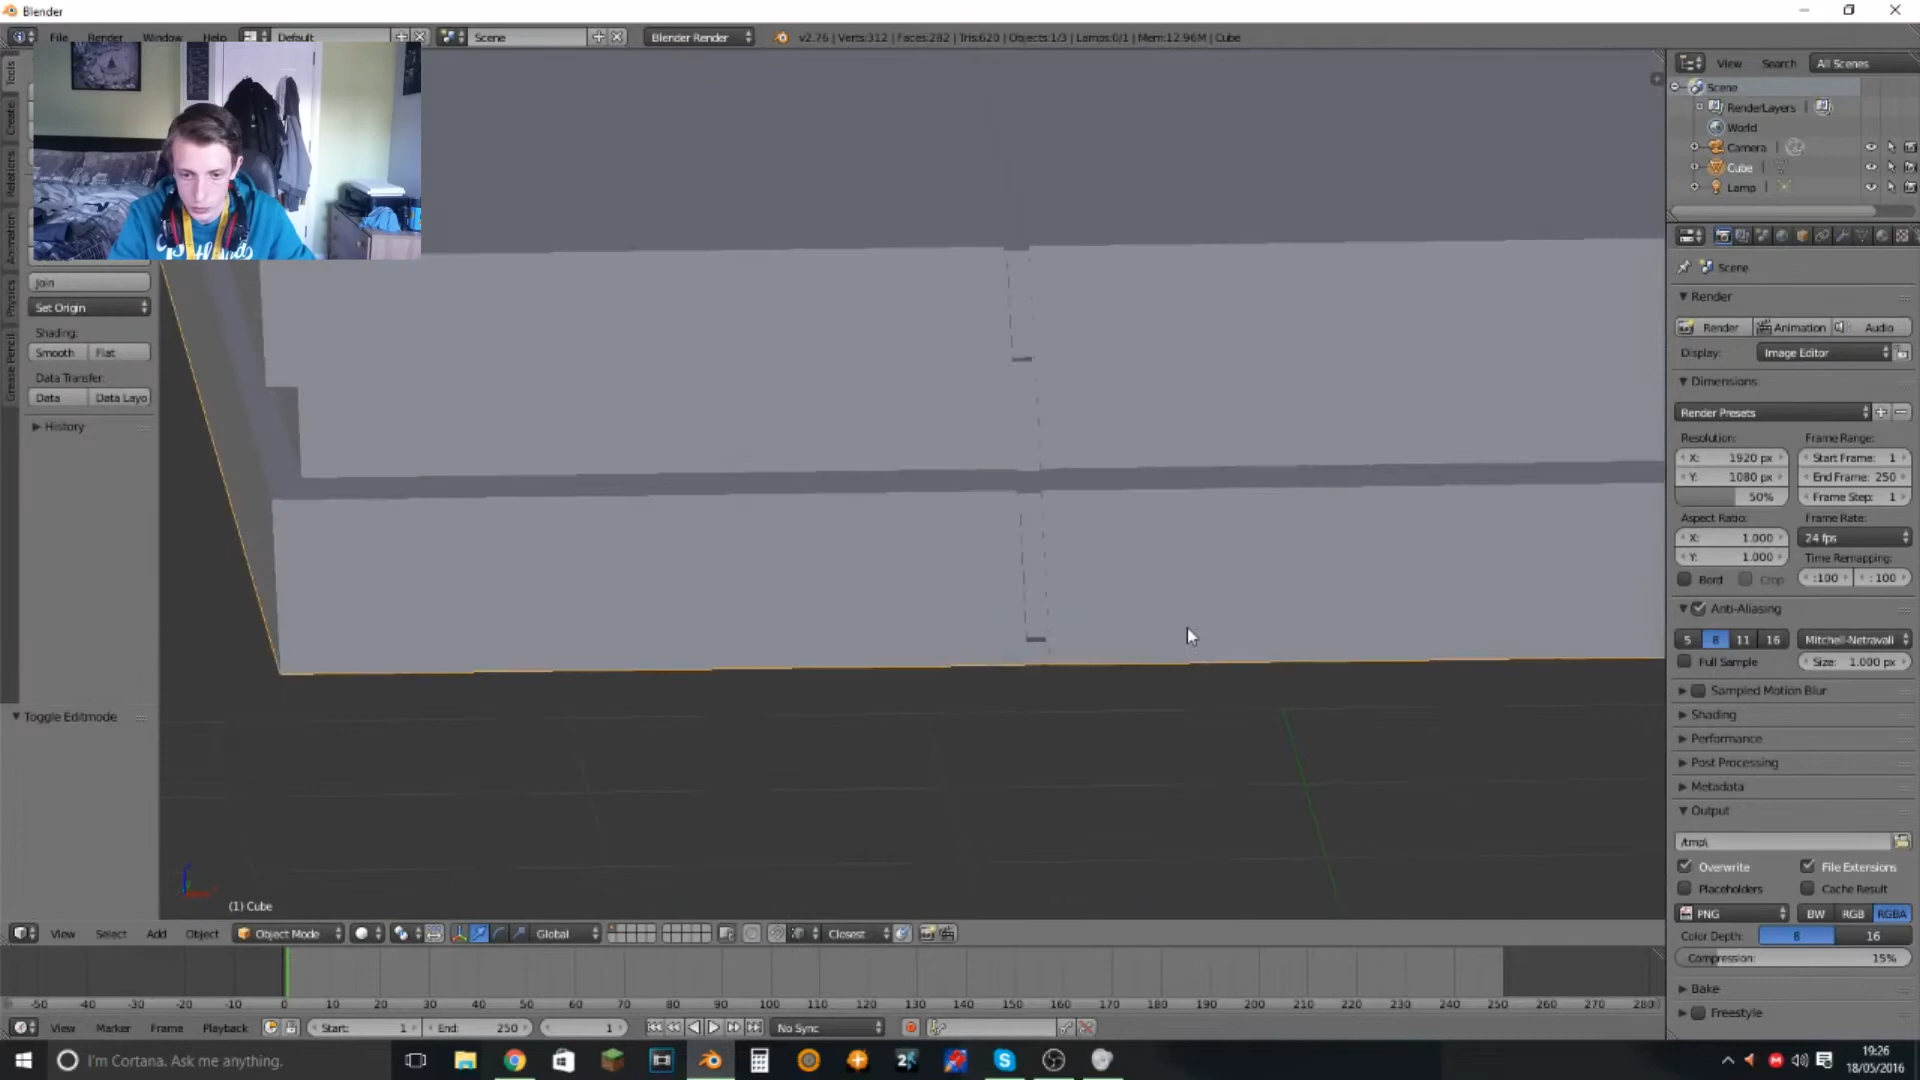 Blender
File Render Window Help Default Scene Blender Render v2.76 | Verts:312 | Faces:282 | Tris:620 | Objects:1/3 | Lamps:0/1 | Mem:12.96M | Cube
Tools
Create
Relations
Animation
Physics
Grease Pencil
Join
Set Origin
Shading:
Smooth Flat
Data Transfer:
Data Data Layo
History
Toggle Editmode
(1) Cube
View Search All Scenes
Scene
RenderLayers
World
Camera
Cube
Lamp
Scene
Render
Render Animation Audio
Display: Image Editor
Dimensions
Render Presets
Resolution: Frame Range:
X: 1920 px Start Frame: 1
Y: 1080 px End Frame: 250
50% Frame Step: 1
Aspect Ratio: Frame Rate:
X: 1.000 24 fps
Y: 1.000 Time Remapping:
Bord Crop :100 :100
Anti-Aliasing
5 8 11 16 Mitchell-Netravali
Full Sample Size: 1.000 px
Sampled Motion Blur
Shading
Performance
Post Processing
Metadata
Output
/tmp\
Overwrite File Extensions
Placeholders Cache Result
PNG BW RGB RGBA
Color Depth: 8 16
Compression: 15%
Bake
Freestyle
View Select Add Object Object Mode Global Closest
-50 -40 -30 -20 -10 0 10 20 30 40 50 60 70 80 90 100 110 120 130 140 150 160 170 180 190 200 210 220 230 240 250 260 270 280
View Marker Frame Playback Start: 1 End: 250 1 No Sync
I'm Cortana. Ask me anything.
19:26
18/05/2016